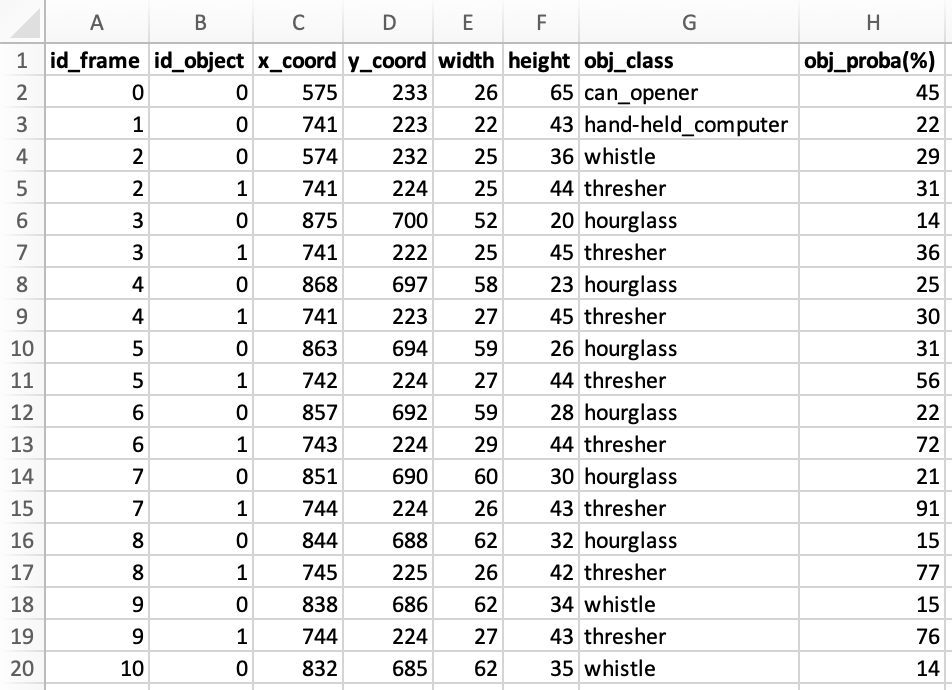 A B C D E F G H
1 id_frame id_object x_coord y_coord width height obj_class obj_proba(%)
2 0 0 575 233 26 65 can_opener 45
3 1 0 741 223 22 43 hand-held_computer 22
4 2 0 574 232 25 36 whistle 29
5 2 1 741 224 25 44 thresher 31
6 3 0 875 700 52 20 hourglass 14
7 3 1 741 222 25 45 thresher 36
8 4 0 868 697 58 23 hourglass 25
9 4 1 741 223 27 45 thresher 30
10 5 0 863 694 59 26 hourglass 31
11 5 1 742 224 27 44 thresher 56
12 6 0 857 692 59 28 hourglass 22
13 6 1 743 224 29 44 thresher 72
14 7 0 851 690 60 30 hourglass 21
15 7 1 744 224 26 43 thresher 91
16 8 0 844 688 62 32 hourglass 15
17 8 1 745 225 26 42 thresher 77
18 9 0 838 686 62 34 whistle 15
19 9 1 744 224 27 43 thresher 76
20 10 0 832 685 62 35 whistle 14